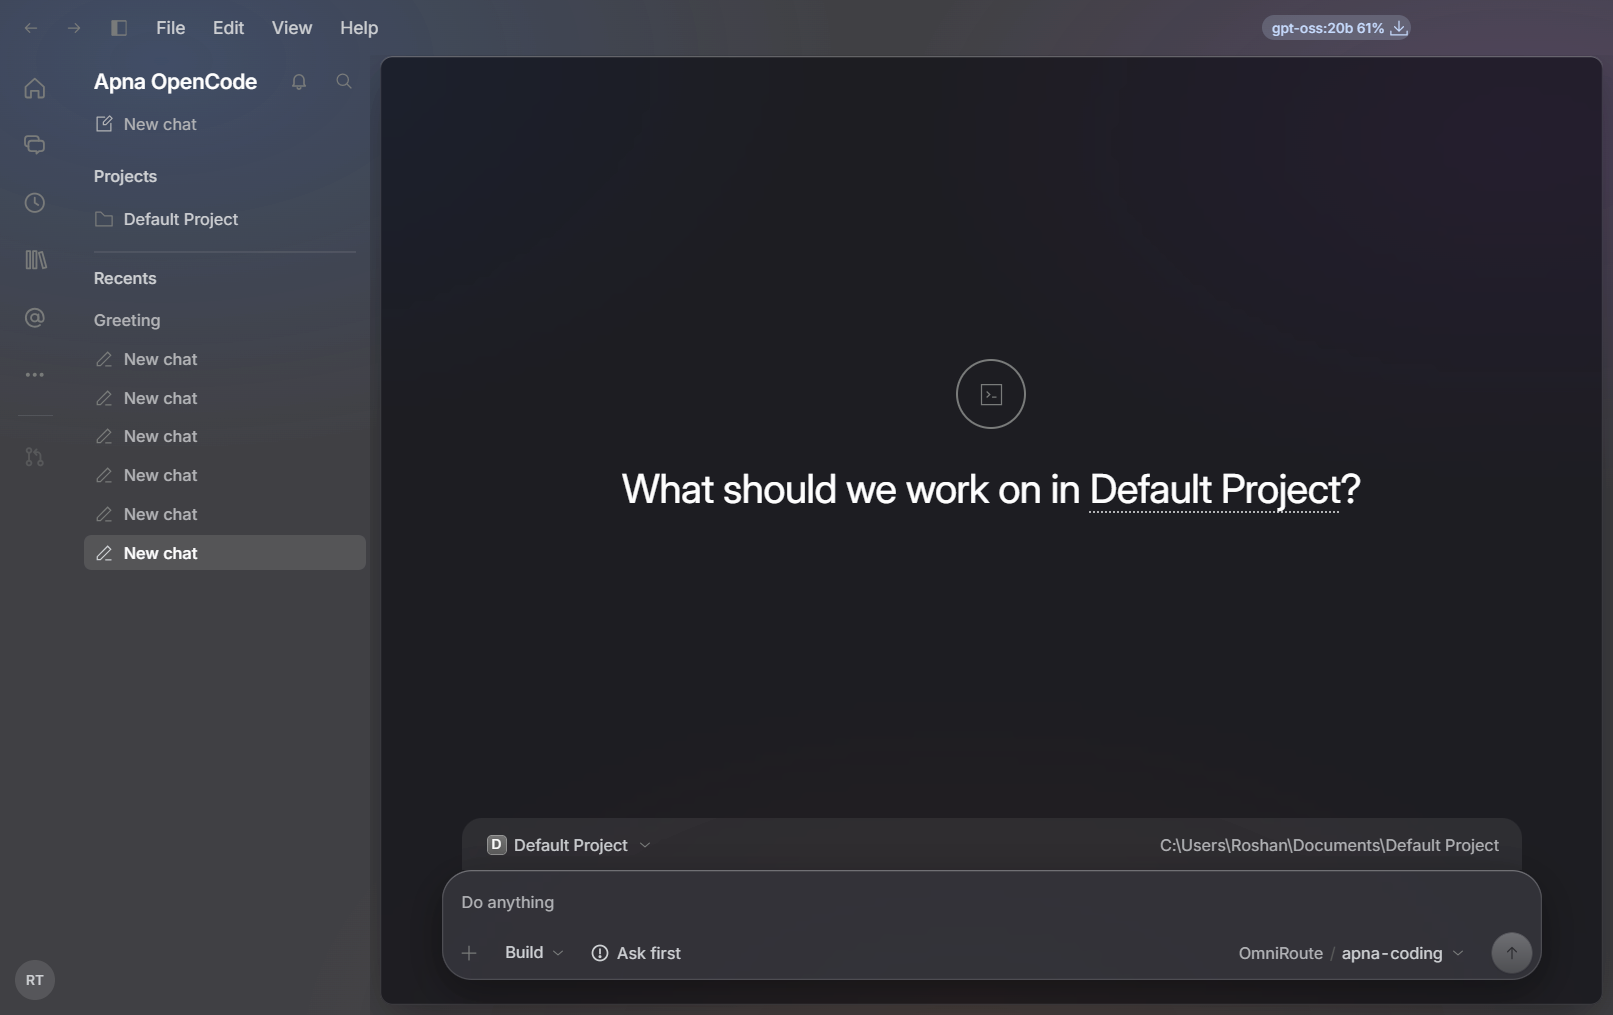 File Edit View Help
gpt-oss:20b 61%
Apna OpenCode
New chat
Projects
Default Project
Recents
Greeting
New chat
New chat
New chat
New chat
New chat
New chat
RT
What should we work on in Default Project?
D Default Project C:\Users\Roshan\Documents\Default Project
Do anything
Build Ask first OmniRoute / apna-coding